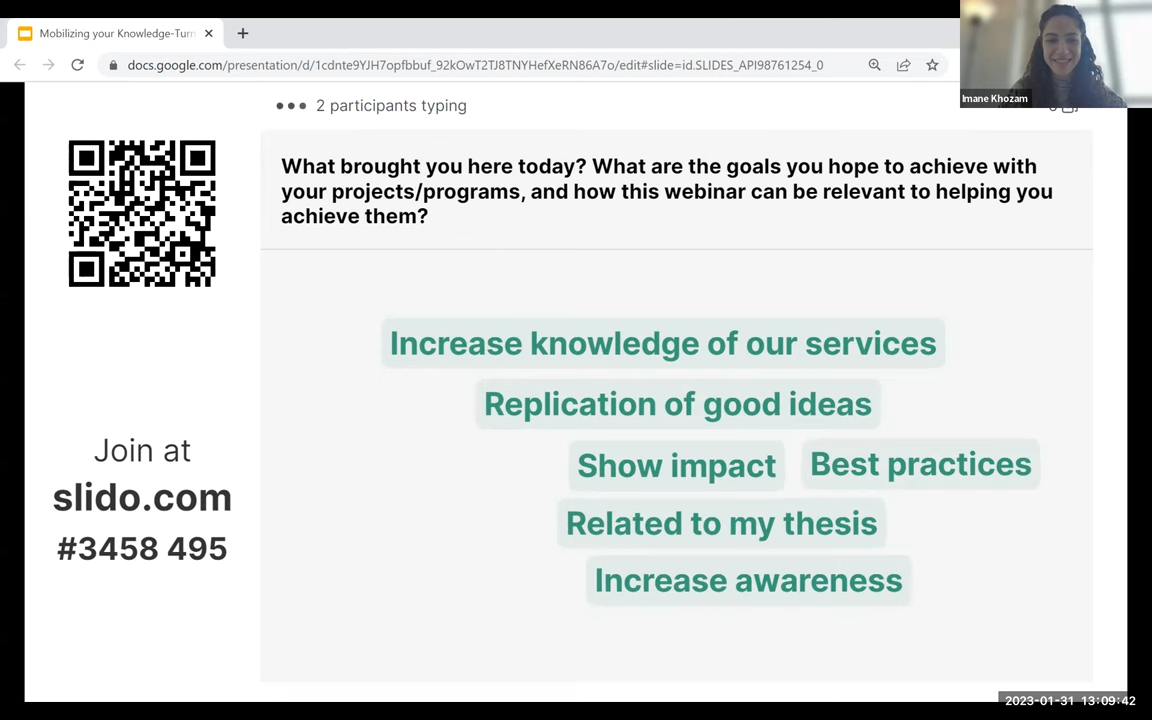 Mobilizing your Knowledge-Turn
docs.google.com/presentation/d/1cdnte9YJH7opfbbuf_92kOwT2TJ8TNYHefXeRN86A7o/edit#slide=id.SLIDES_API98761254_0
Imane Khozam
2 participants typing
What brought you here today? What are the goals you hope to achieve with
your projects/programs, and how this webinar can be relevant to helping you
achieve them?
Increase knowledge of our services
Replication of good ideas
Show impact
Best practices
Related to my thesis
Increase awareness
Join at
slido.com
#3458 495
2023-01-31 13:09:42